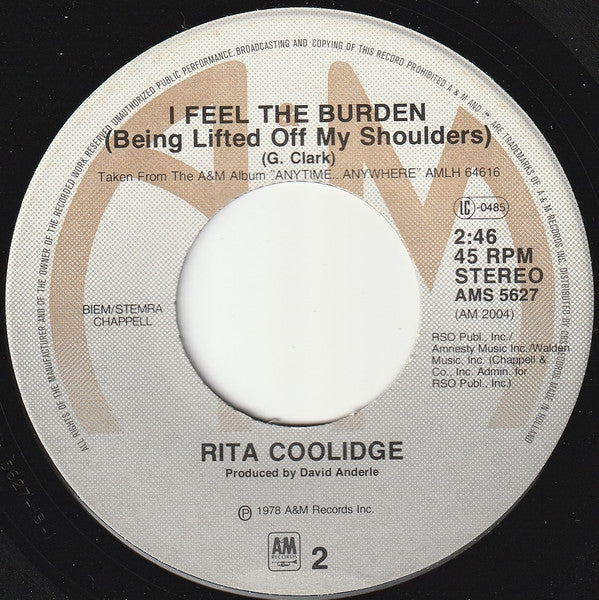 ALL RIGHTS OF THE MANUFACTURER AND OF THE OWNER OF THE RECORDED WORK RESERVED. UNAUTHORIZED PUBLIC PERFORMANCE, BROADCASTING AND COPYING OF THIS RECORD PROHIBITED. A & M AND ARE TRADEMARKS OF A & M RECORDS INC. DISTRIBUTED BY CBS RECORDS. MADE IN HOLLAND
I FEEL THE BURDEN
(Being Lifted Off My Shoulders)
(G. Clark)
Taken From The A&M Album "ANYTIME...ANYWHERE" AMLH 64616
LC-0485
2:46
45 RPM
STEREO
AMS 5627
(AM 2004)
BIEM/STEMRA
CHAPPELL
RSO Publ., Inc./
Amnesty Music Inc./Walden
Music, Inc. (Chappell &
Co., Inc. Admin. for
RSO Publ., Inc.)
RITA COOLIDGE
Produced by David Anderle
℗ 1978 A&M Records Inc.
AM
RECORDS
2